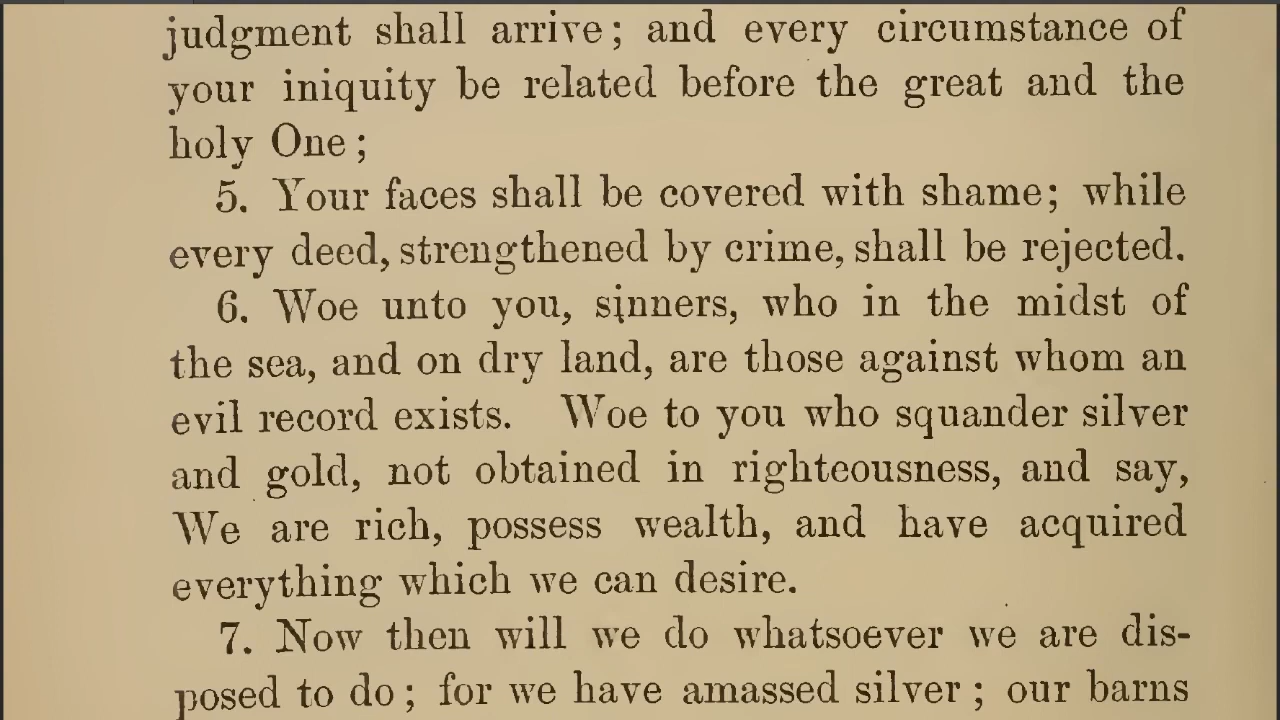 judgment shall arrive; and every circumstance of
your iniquity be related before the great and the
holy One;
5. Your faces shall be covered with shame; while
every deed, strengthened by crime, shall be rejected.
6. Woe unto you, sinners, who in the midst of
the sea, and on dry land, are those against whom an
evil record exists. Woe to you who squander silver
and gold, not obtained in righteousness, and say,
We are rich, possess wealth, and have acquired
everything which we can desire.
7. Now then will we do whatsoever we are dis-
posed to do; for we have amassed silver; our barns